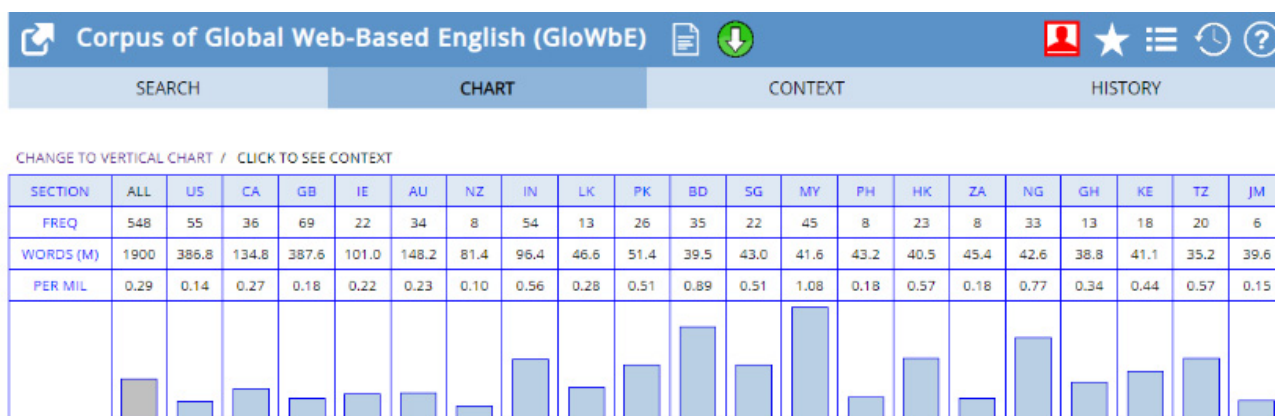 Corpus of Global Web-Based English (GloWbE)
SEARCH CHART CONTEXT HISTORY
CHANGE TO VERTICAL CHART / CLICK TO SEE CONTEXT
SECTION ALL US CA GB IE AU NZ IN LK PK BD SG MY PH HK ZA NG GH KE TZ JM
FREQ 548 55 36 69 22 34 8 54 13 26 35 22 45 8 23 8 33 13 18 20 6
WORDS (M) 1900 386.8 134.8 387.6 101.0 148.2 81.4 96.4 46.6 51.4 39.5 43.0 41.6 43.2 40.5 45.4 42.6 38.8 41.1 35.2 39.6
PER MIL 0.29 0.14 0.27 0.18 0.22 0.23 0.10 0.56 0.28 0.51 0.89 0.51 1.08 0.18 0.57 0.18 0.77 0.34 0.44 0.57 0.15